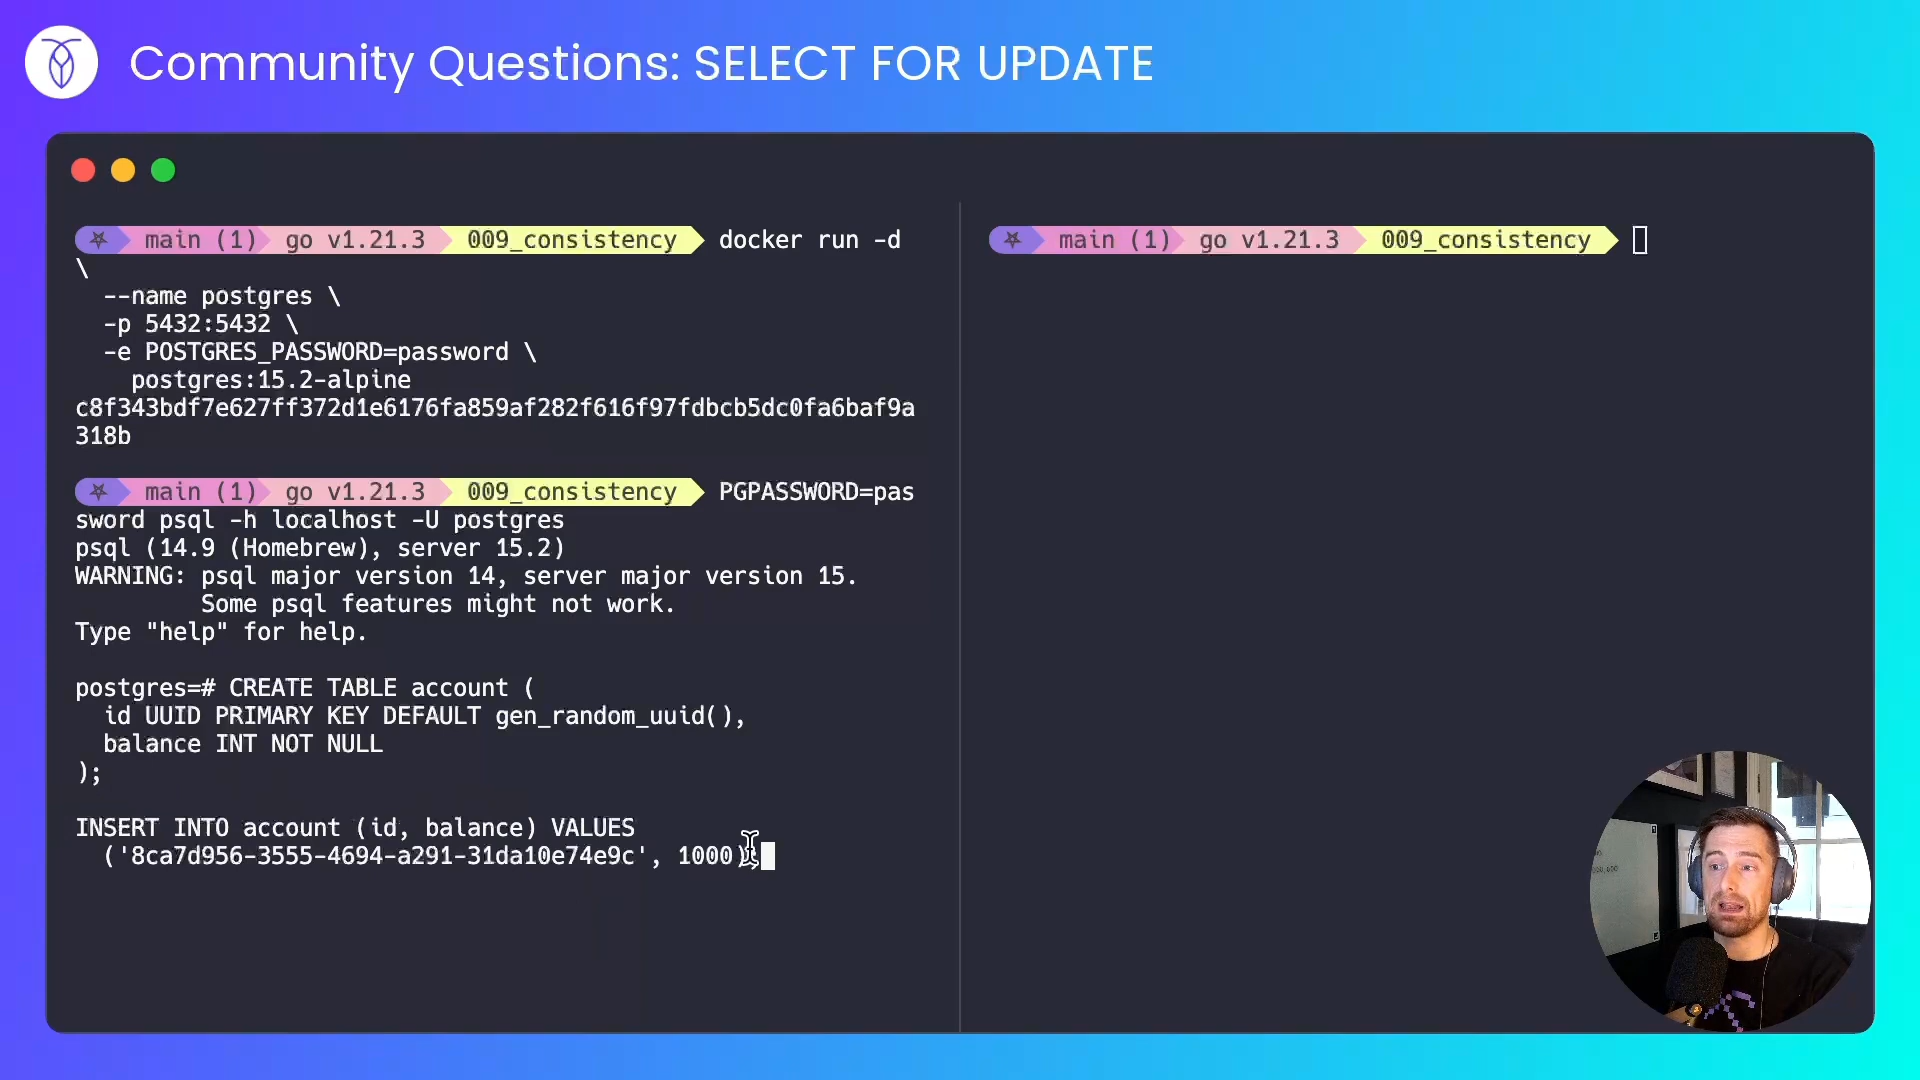 Community Questions: SELECT FOR UPDATE
main (1) go v1.21.3 009_consistency docker run -d
\
--name postgres \
-p 5432:5432 \
-e POSTGRES_PASSWORD=password \
postgres:15.2-alpine
c8f343bdf7e627ff372d1e6176fa859af282f616f97fdbcb5dc0fa6baf9a
318b
main (1) go v1.21.3 009_consistency PGPASSWORD=pas
sword psql -h localhost -U postgres
psql (14.9 (Homebrew), server 15.2)
WARNING: psql major version 14, server major version 15.
Some psql features might not work.
Type "help" for help.
postgres=# CREATE TABLE account (
id UUID PRIMARY KEY DEFAULT gen_random_uuid(),
balance INT NOT NULL
);
INSERT INTO account (id, balance) VALUES
('8ca7d956-3555-4694-a291-31da10e74e9c', 1000)
main (1) go v1.21.3 009_consistency